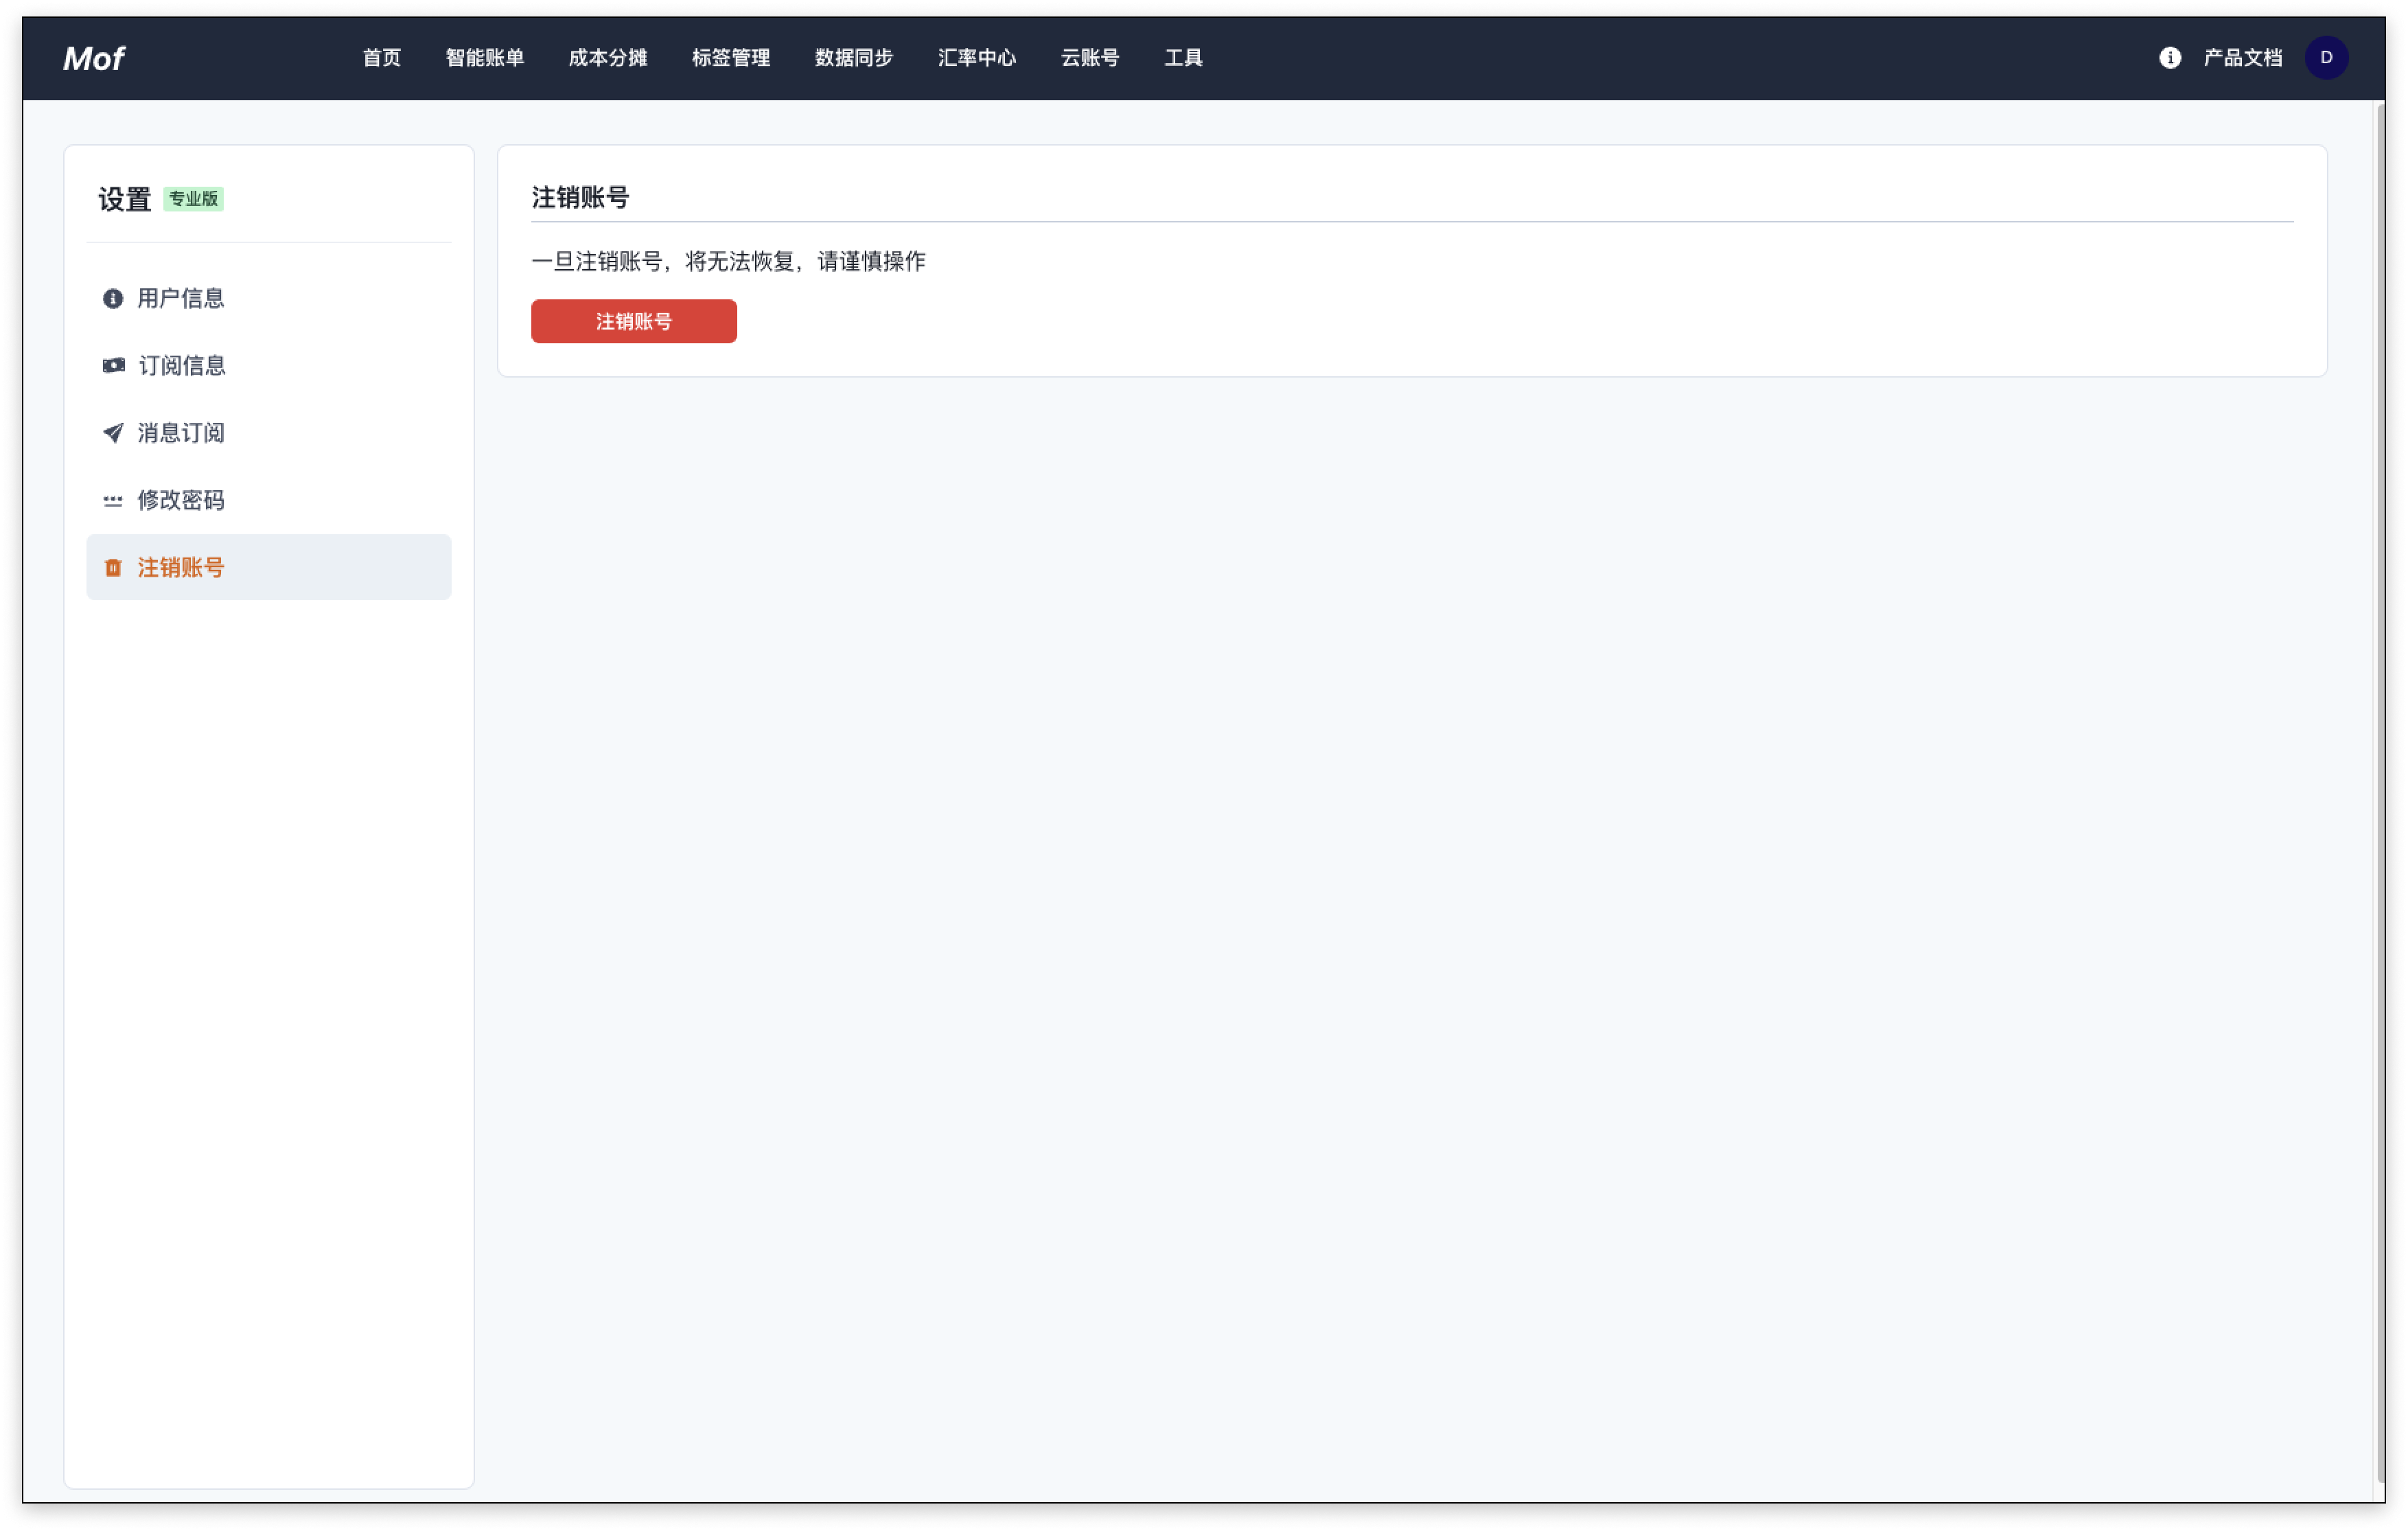 Mof 首页 智能账单 成本分摊 标签管理 数据同步 汇率中心 云账号 工具 产品文档 D
设置 专业版
用户信息
订阅信息
消息订阅
修改密码
注销账号
注销账号
一旦注销账号，将无法恢复，请谨慎操作
注销账号